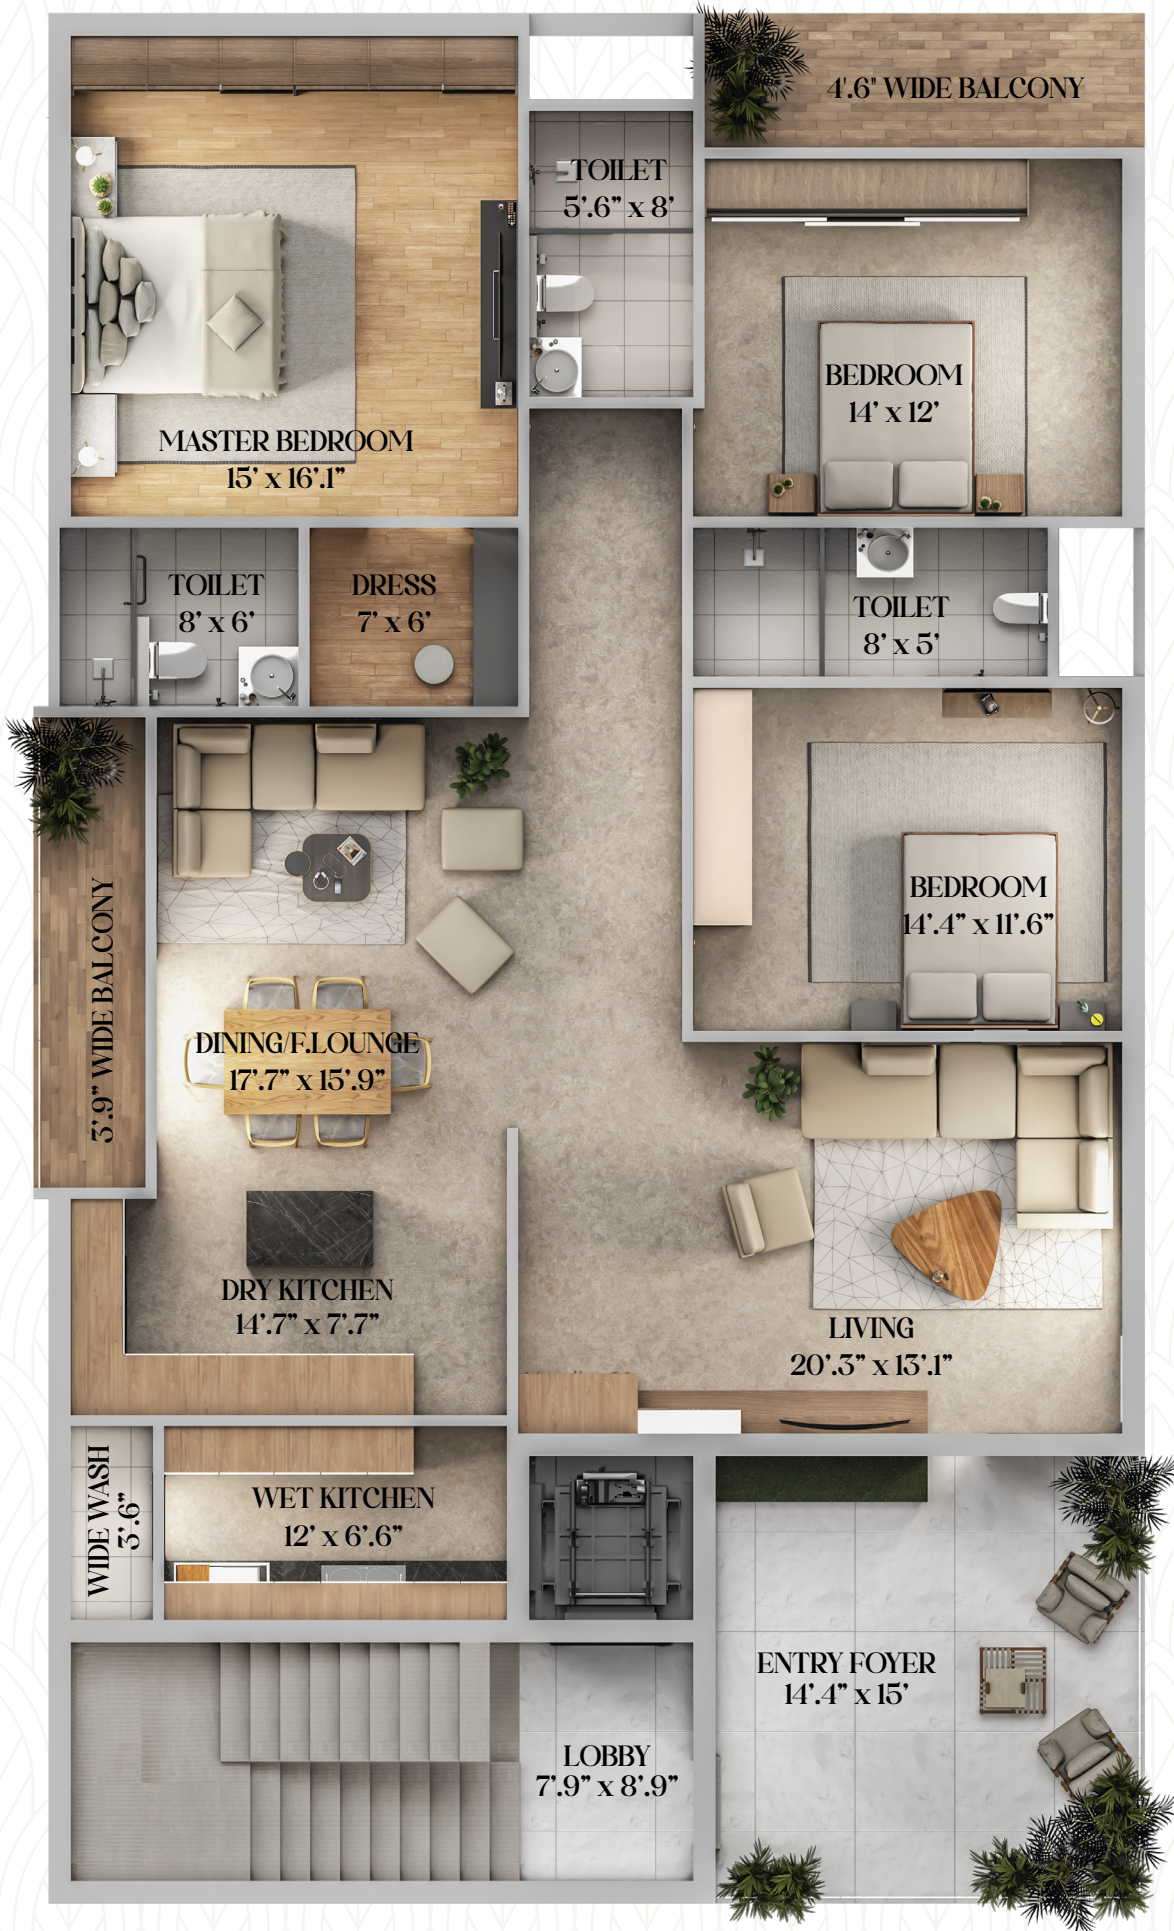 4'.6" WIDE BALCONY
TOILET
5'.6" x 8'
BEDROOM
14' x 12'
MASTER BEDROOM
15' x 16'.1"
TOILET
8' x 6'
DRESS
7' x 6'
TOILET
8' x 5'
3'.9" WIDE BALCONY
BEDROOM
14'.4" x 11'.6"
DINING/F.LOUNGE
17'.7" x 15'.9"
DRY KITCHEN
14'.7" x 7'.7"
LIVING
20'.3" x 13'.1"
WIDE WASH
3'.6"
WET KITCHEN
12' x 6'.6"
ENTRY FOYER
14'.4" x 15'
LOBBY
7'.9" x 8'.9"